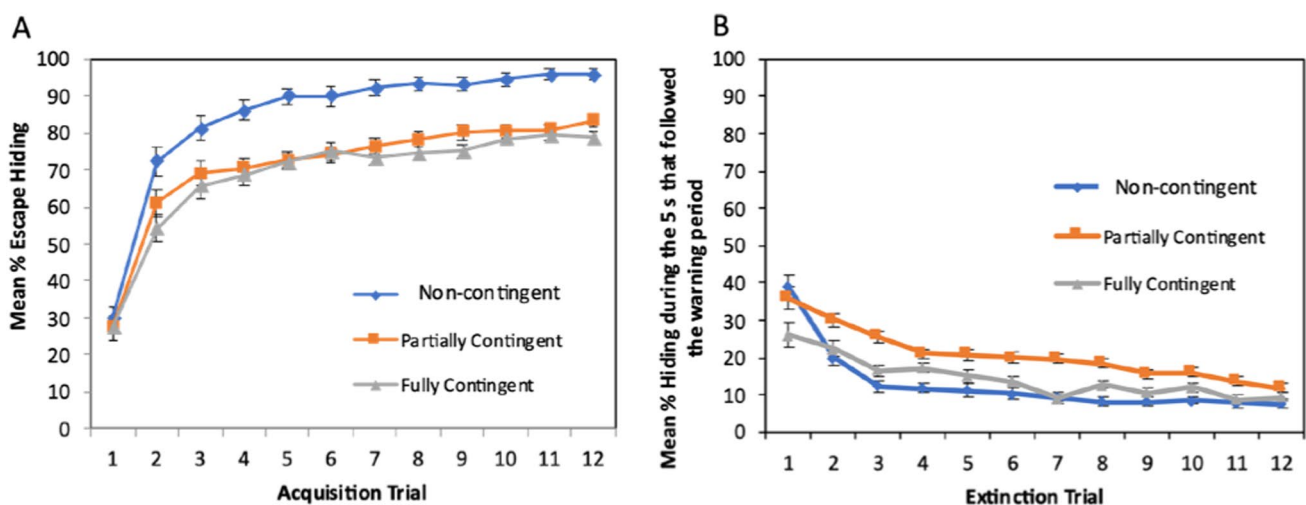 A
100
90
80
70
60
50
40
30
20
10
0
Mean % Escape Hiding
Non-contingent
Partially Contingent
Fully Contingent
1 2 3 4 5 6 7 8 9 10 11 12
Acquisition Trial
B
100
90
80
70
60
50
40
30
20
10
0
Mean % Hiding during the 5 s that followed
the warning period
Non-contingent
Partially Contingent
Fully Contingent
1 2 3 4 5 6 7 8 9 10 11 12
Extinction Trial